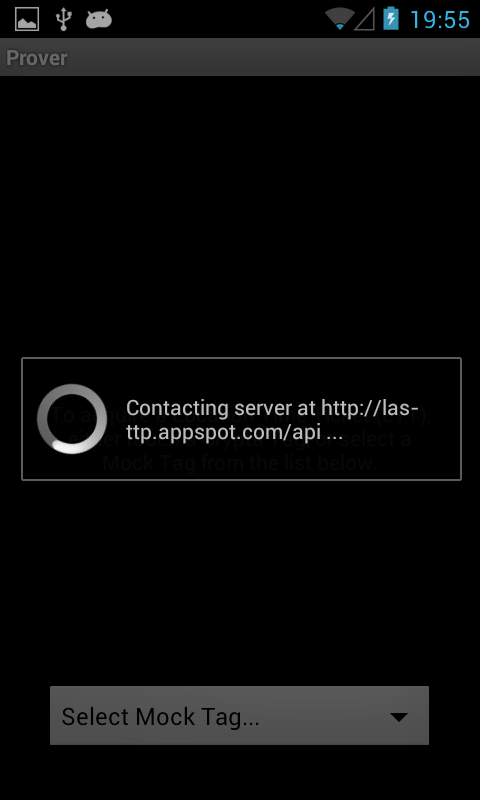 19:55
Prover
Contacting server at http://las-
ttp.appspot.com/api ...
select a
Mock Tag from the list below.
Select Mock Tag...